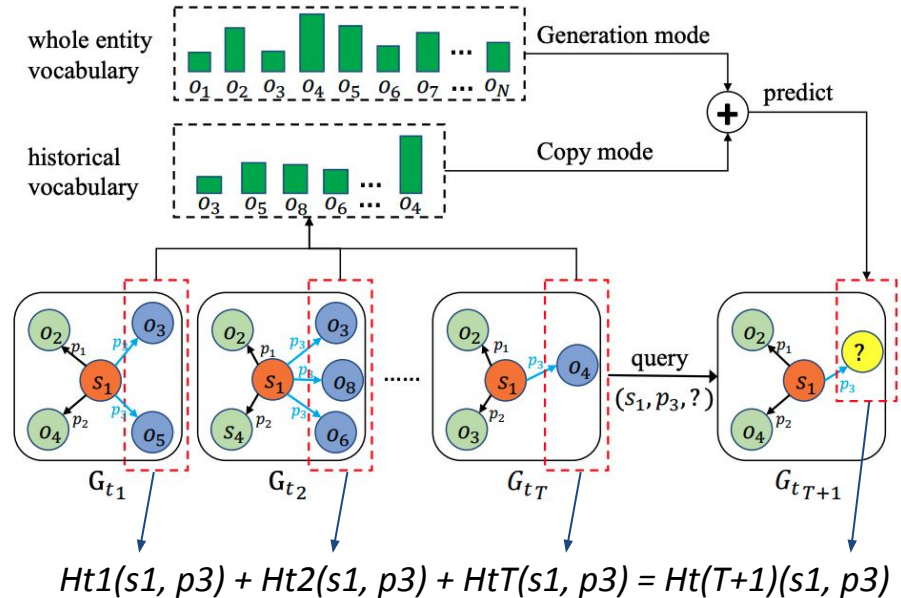 whole entity vocabulary
o1 o2 o3 o4 o5 o6 o7 ... oN
...
Generation mode
+
predict
historical vocabulary
o3 o5 o8 o6 ... o4
...
Copy mode
o2 p1 o3
s1 p3
o4 p2 p3 o5
Gt1
o2 p1 p3 o3
s1 p3 o8
s4 p2 p3 o6
Gt2
......
o2 p1
s1 p3 o4
o3 p2
GtT
query
(s1, p3, ?)
o2 p1 ?
s1 p3
o4 p2
GtT+1
Ht1(s1, p3) + Ht2(s1, p3) + HtT(s1, p3) = Ht(T+1)(s1, p3)